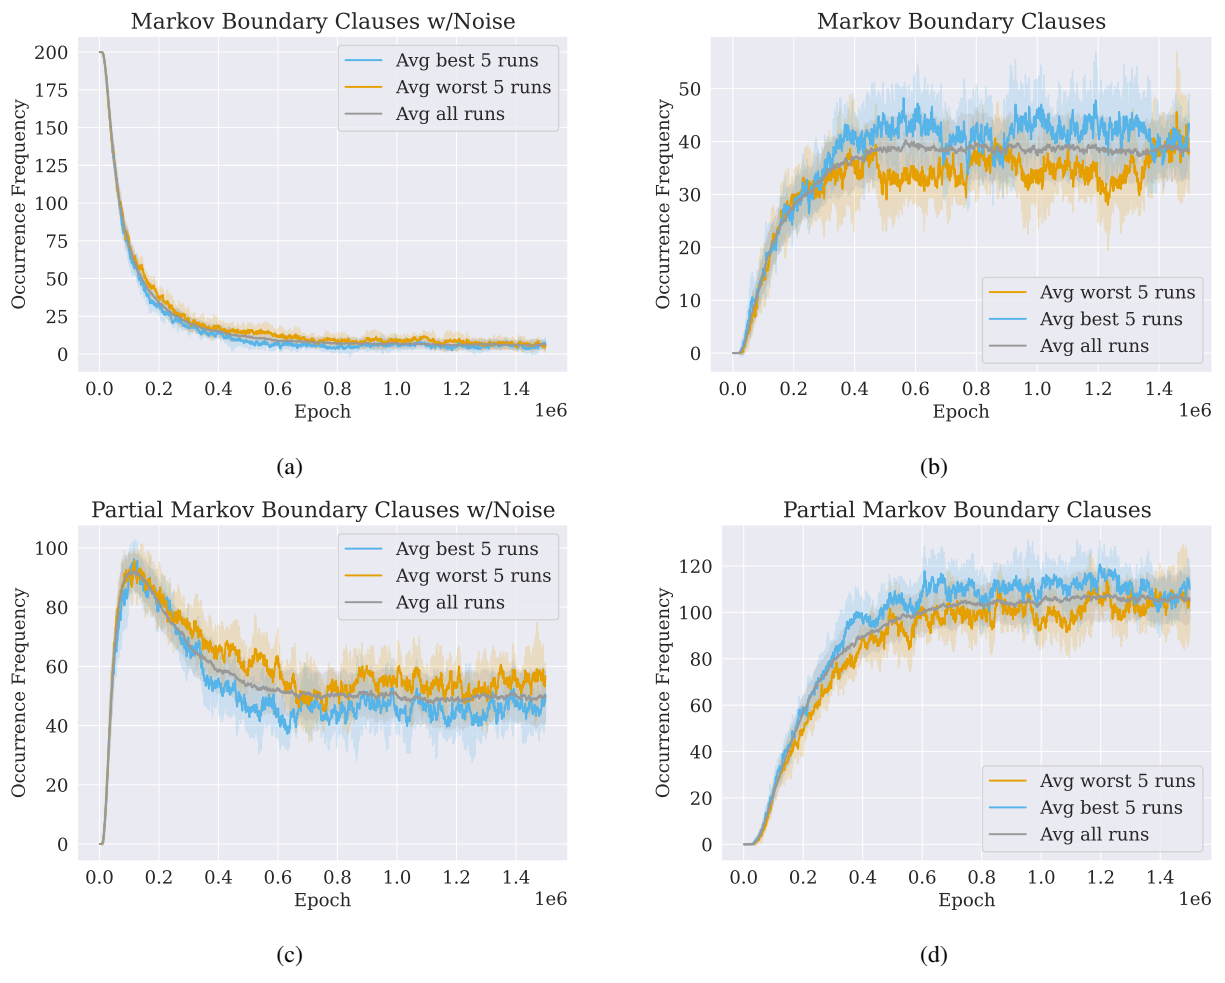 Markov Boundary Clauses w/Noise
Occurrence Frequency
200
175
150
125
100
75
50
25
0
Avg best 5 runs
Avg worst 5 runs
Avg all runs
0.0 0.2 0.4 0.6 0.8 1.0 1.2 1.4
1e6
Epoch
(a)
Markov Boundary Clauses
Occurrence Frequency
50
40
30
20
10
0
Avg worst 5 runs
Avg best 5 runs
Avg all runs
0.0 0.2 0.4 0.6 0.8 1.0 1.2 1.4
1e6
Epoch
(b)
Partial Markov Boundary Clauses w/Noise
Occurrence Frequency
100
80
60
40
20
0
Avg best 5 runs
Avg worst 5 runs
Avg all runs
0.0 0.2 0.4 0.6 0.8 1.0 1.2 1.4
1e6
Epoch
(c)
Partial Markov Boundary Clauses
Occurrence Frequency
120
100
80
60
40
20
0
Avg worst 5 runs
Avg best 5 runs
Avg all runs
0.0 0.2 0.4 0.6 0.8 1.0 1.2 1.4
1e6
Epoch
(d)